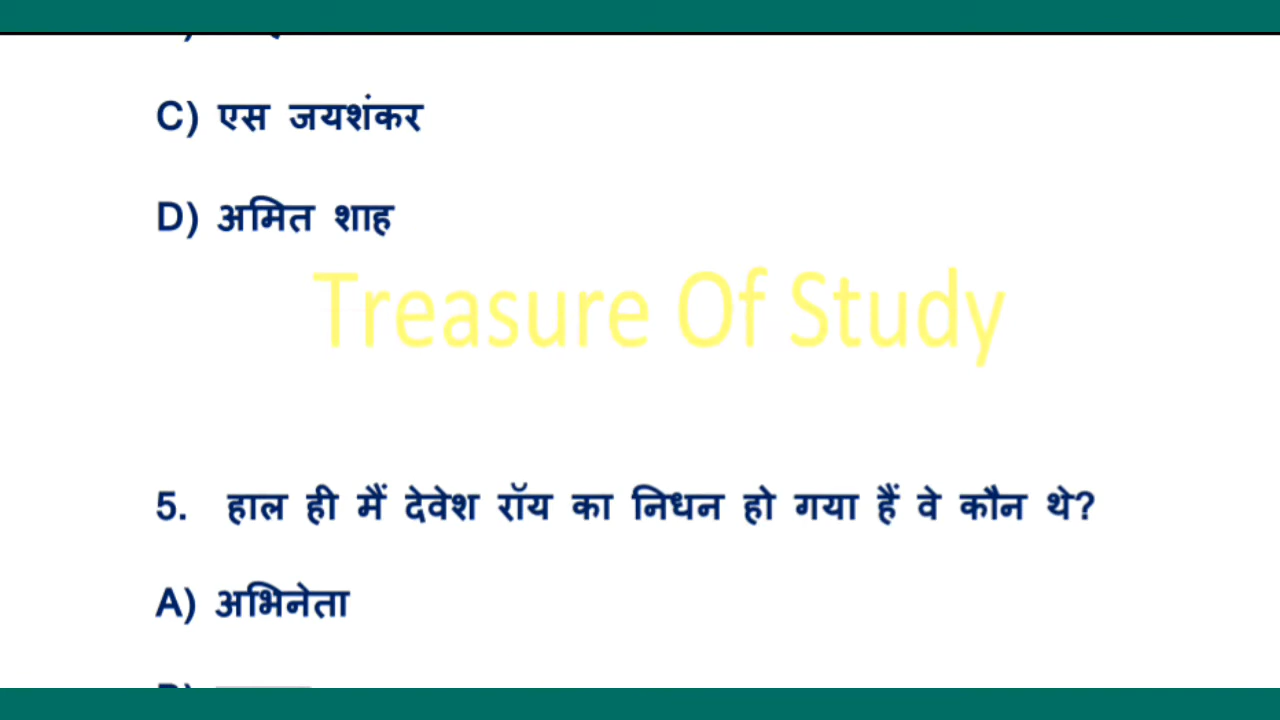 C) एस जयशंकर
D) अमित शाह
Treasure Of Study
5. हाल ही मैं देवेश रॉय का निधन हो गया हैं वे कौन थे?
A) अभिनेता